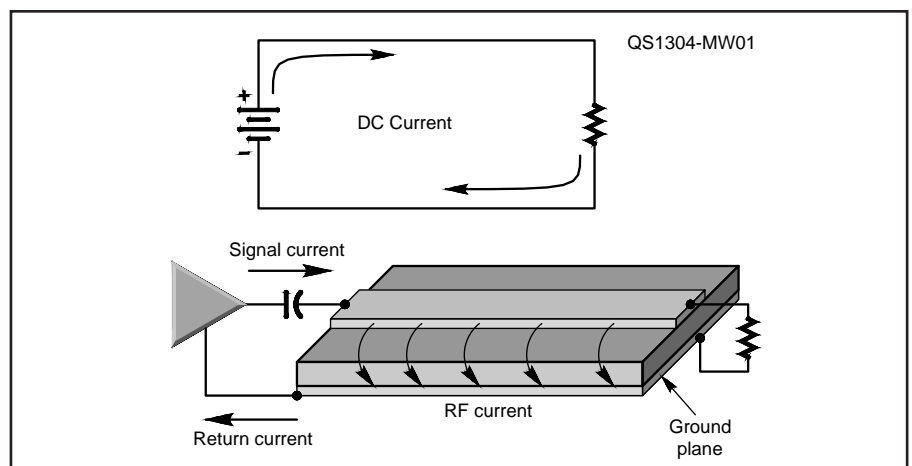 QS1304-MW01
+
–
DC Current
Signal current
RF current
Return current
Ground
plane